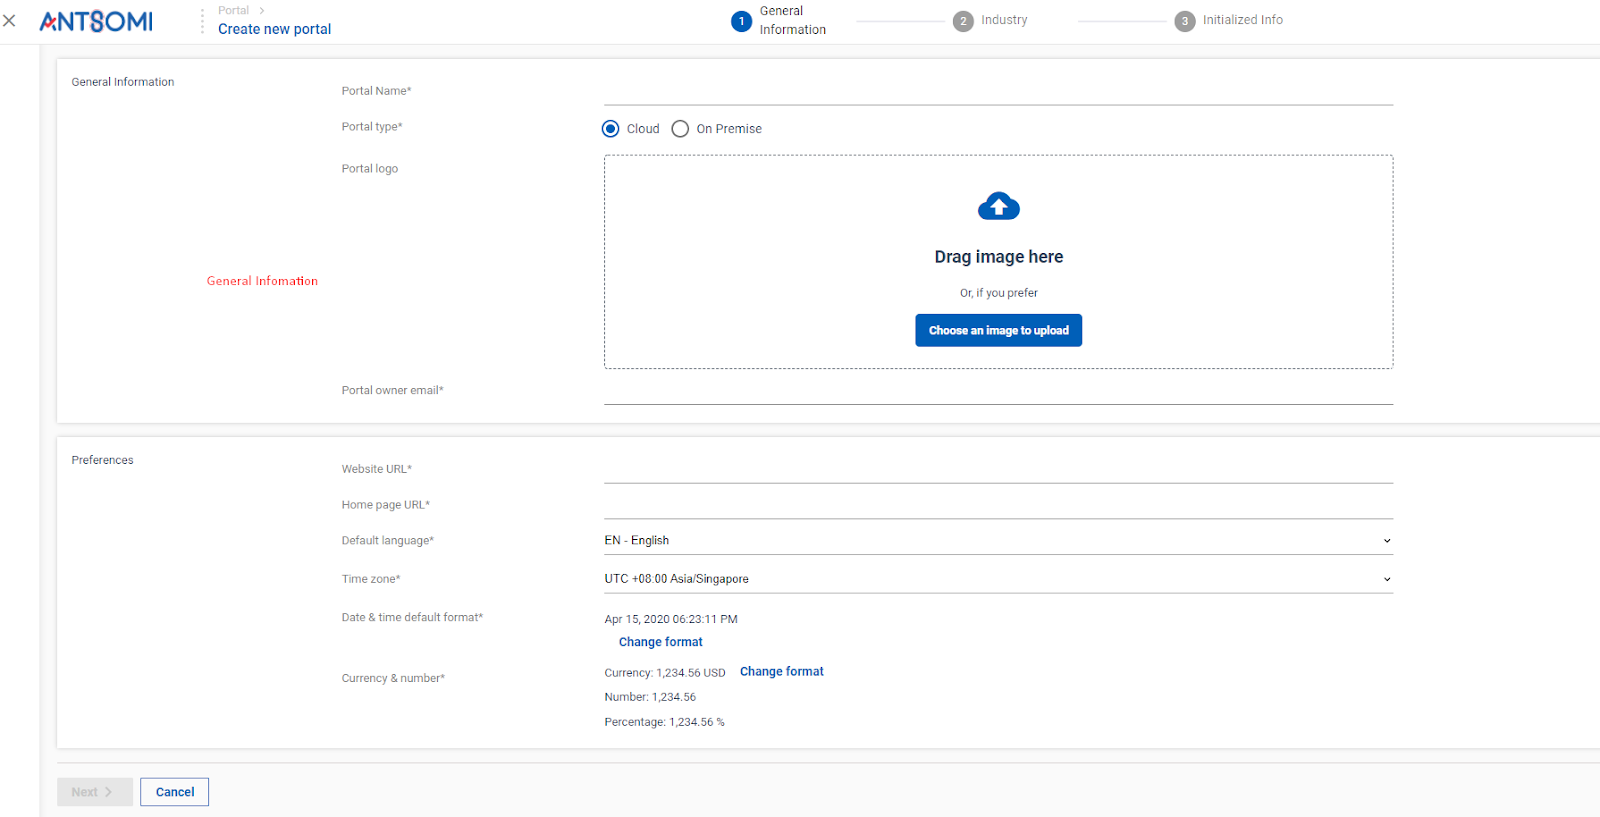 ANTSOMI
Portal
Create new portal
1 General Information
2 Industry
3 Initialized Info
General Information
Portal Name*
Portal type*
Cloud
On Premise
Portal logo
Drag image here
Or, if you prefer
Choose an image to upload
General Infomation
Portal owner email*
Preferences
Website URL*
Home page URL*
Default language*
EN - English
Time zone*
UTC +08:00 Asia/Singapore
Date & time default format*
Apr 15, 2020 06:23:11 PM
Change format
Currency & number*
Currency: 1,234.56 USD
Change format
Number: 1,234.56
Percentage: 1,234.56 %
Next
Cancel